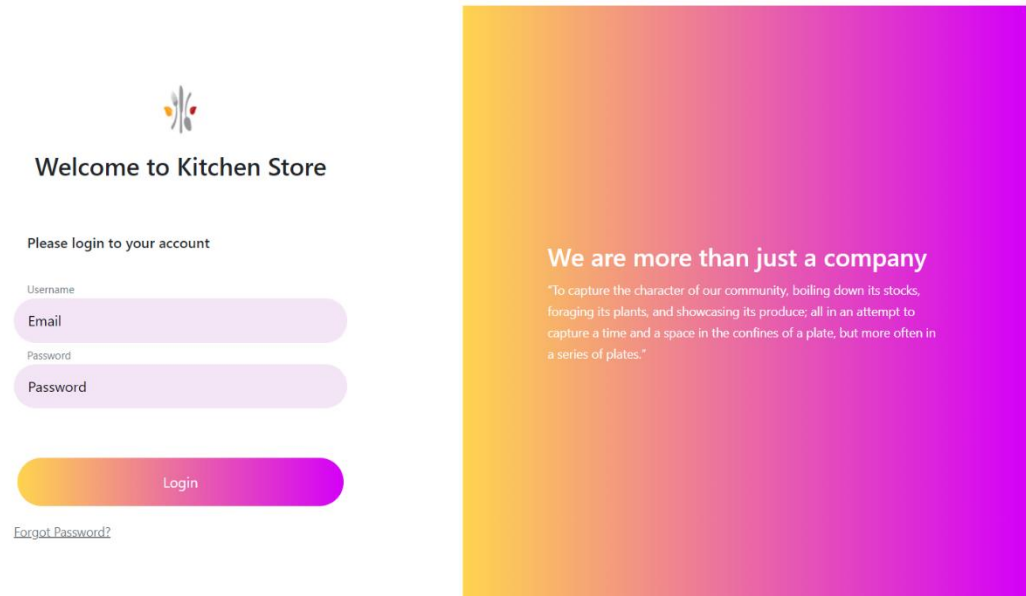 Welcome to Kitchen Store
Please login to your account
Username
Email
Password
Password
Login
Forgot Password?
We are more than just a company
“To capture the character of our community, boiling down its stocks,
foraging its plants, and showcasing its produce; all in an attempt to
capture a time and a space in the confines of a plate, but more often in
a series of plates.”